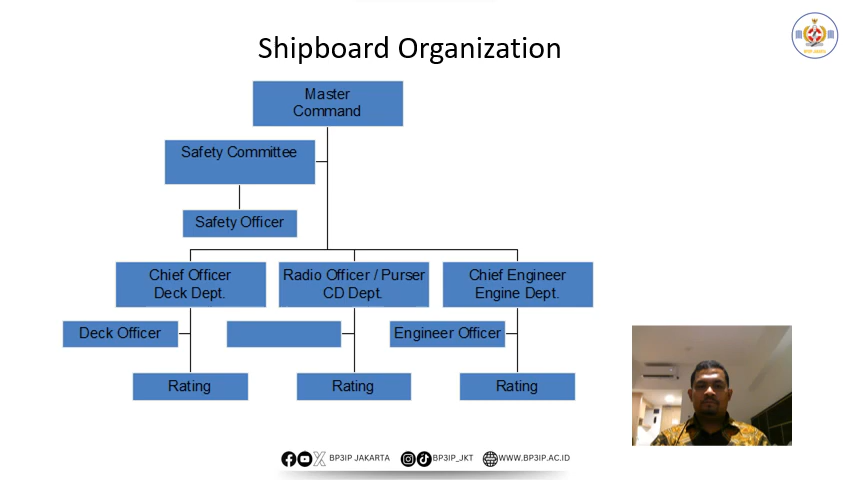 Shipboard Organization
Master
Command
Safety Committee
Safety Officer
Chief Officer
Deck Dept.
Radio Officer / Purser
CD Dept.
Chief Engineer
Engine Dept.
Deck Officer
Engineer Officer
Rating
Rating
Rating
BP3IP JAKARTA
BP3IP_JKT
WWW.BP3IP.AC.ID